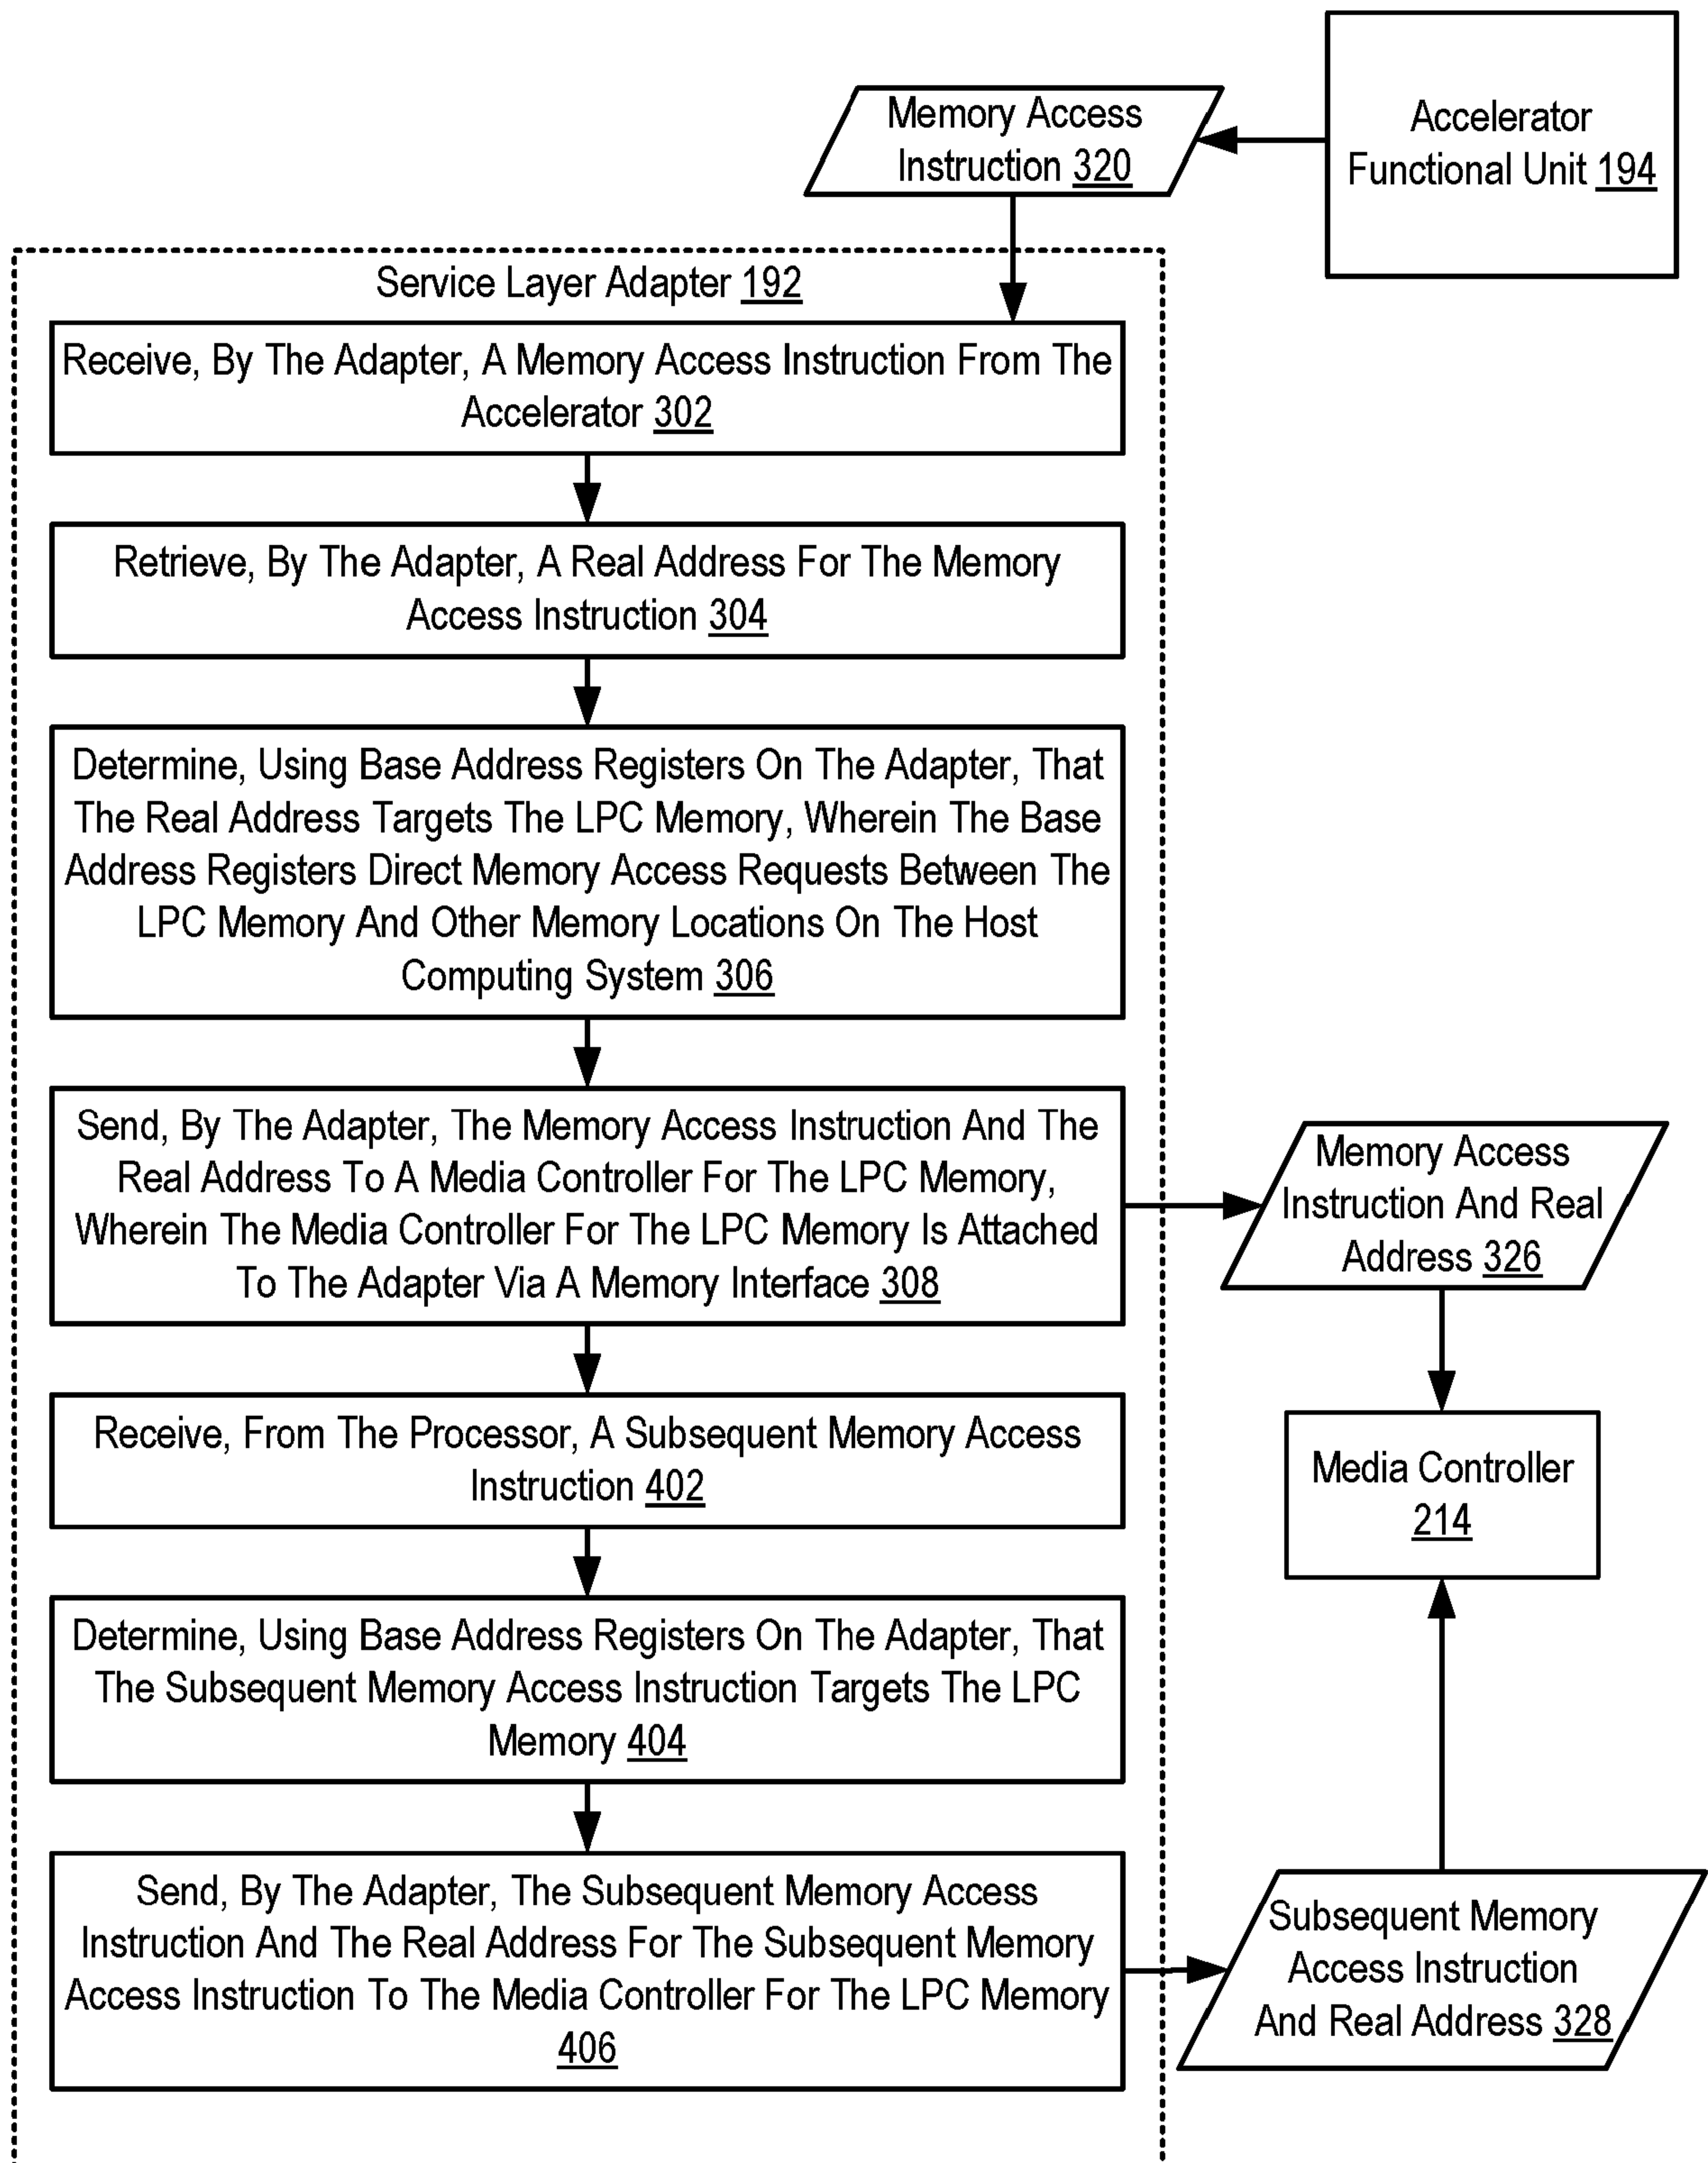 Memory Access
Instruction 320
Accelerator
Functional Unit 194
Service Layer Adapter 192
Receive, By The Adapter, A Memory Access Instruction From The
Accelerator 302
Retrieve, By The Adapter, A Real Address For The Memory
Access Instruction 304
Determine, Using Base Address Registers On The Adapter, That
The Real Address Targets The LPC Memory, Wherein The Base
Address Registers Direct Memory Access Requests Between The
LPC Memory And Other Memory Locations On The Host
Computing System 306
Send, By The Adapter, The Memory Access Instruction And The
Real Address To A Media Controller For The LPC Memory,
Wherein The Media Controller For The LPC Memory Is Attached
To The Adapter Via A Memory Interface 308
Memory Access
Instruction And Real
Address 326
Receive, From The Processor, A Subsequent Memory Access
Instruction 402
Media Controller
214
Determine, Using Base Address Registers On The Adapter, That
The Subsequent Memory Access Instruction Targets The LPC
Memory 404
Send, By The Adapter, The Subsequent Memory Access
Instruction And The Real Address For The Subsequent Memory
Access Instruction To The Media Controller For The LPC Memory
406
Subsequent Memory
Access Instruction
And Real Address 328